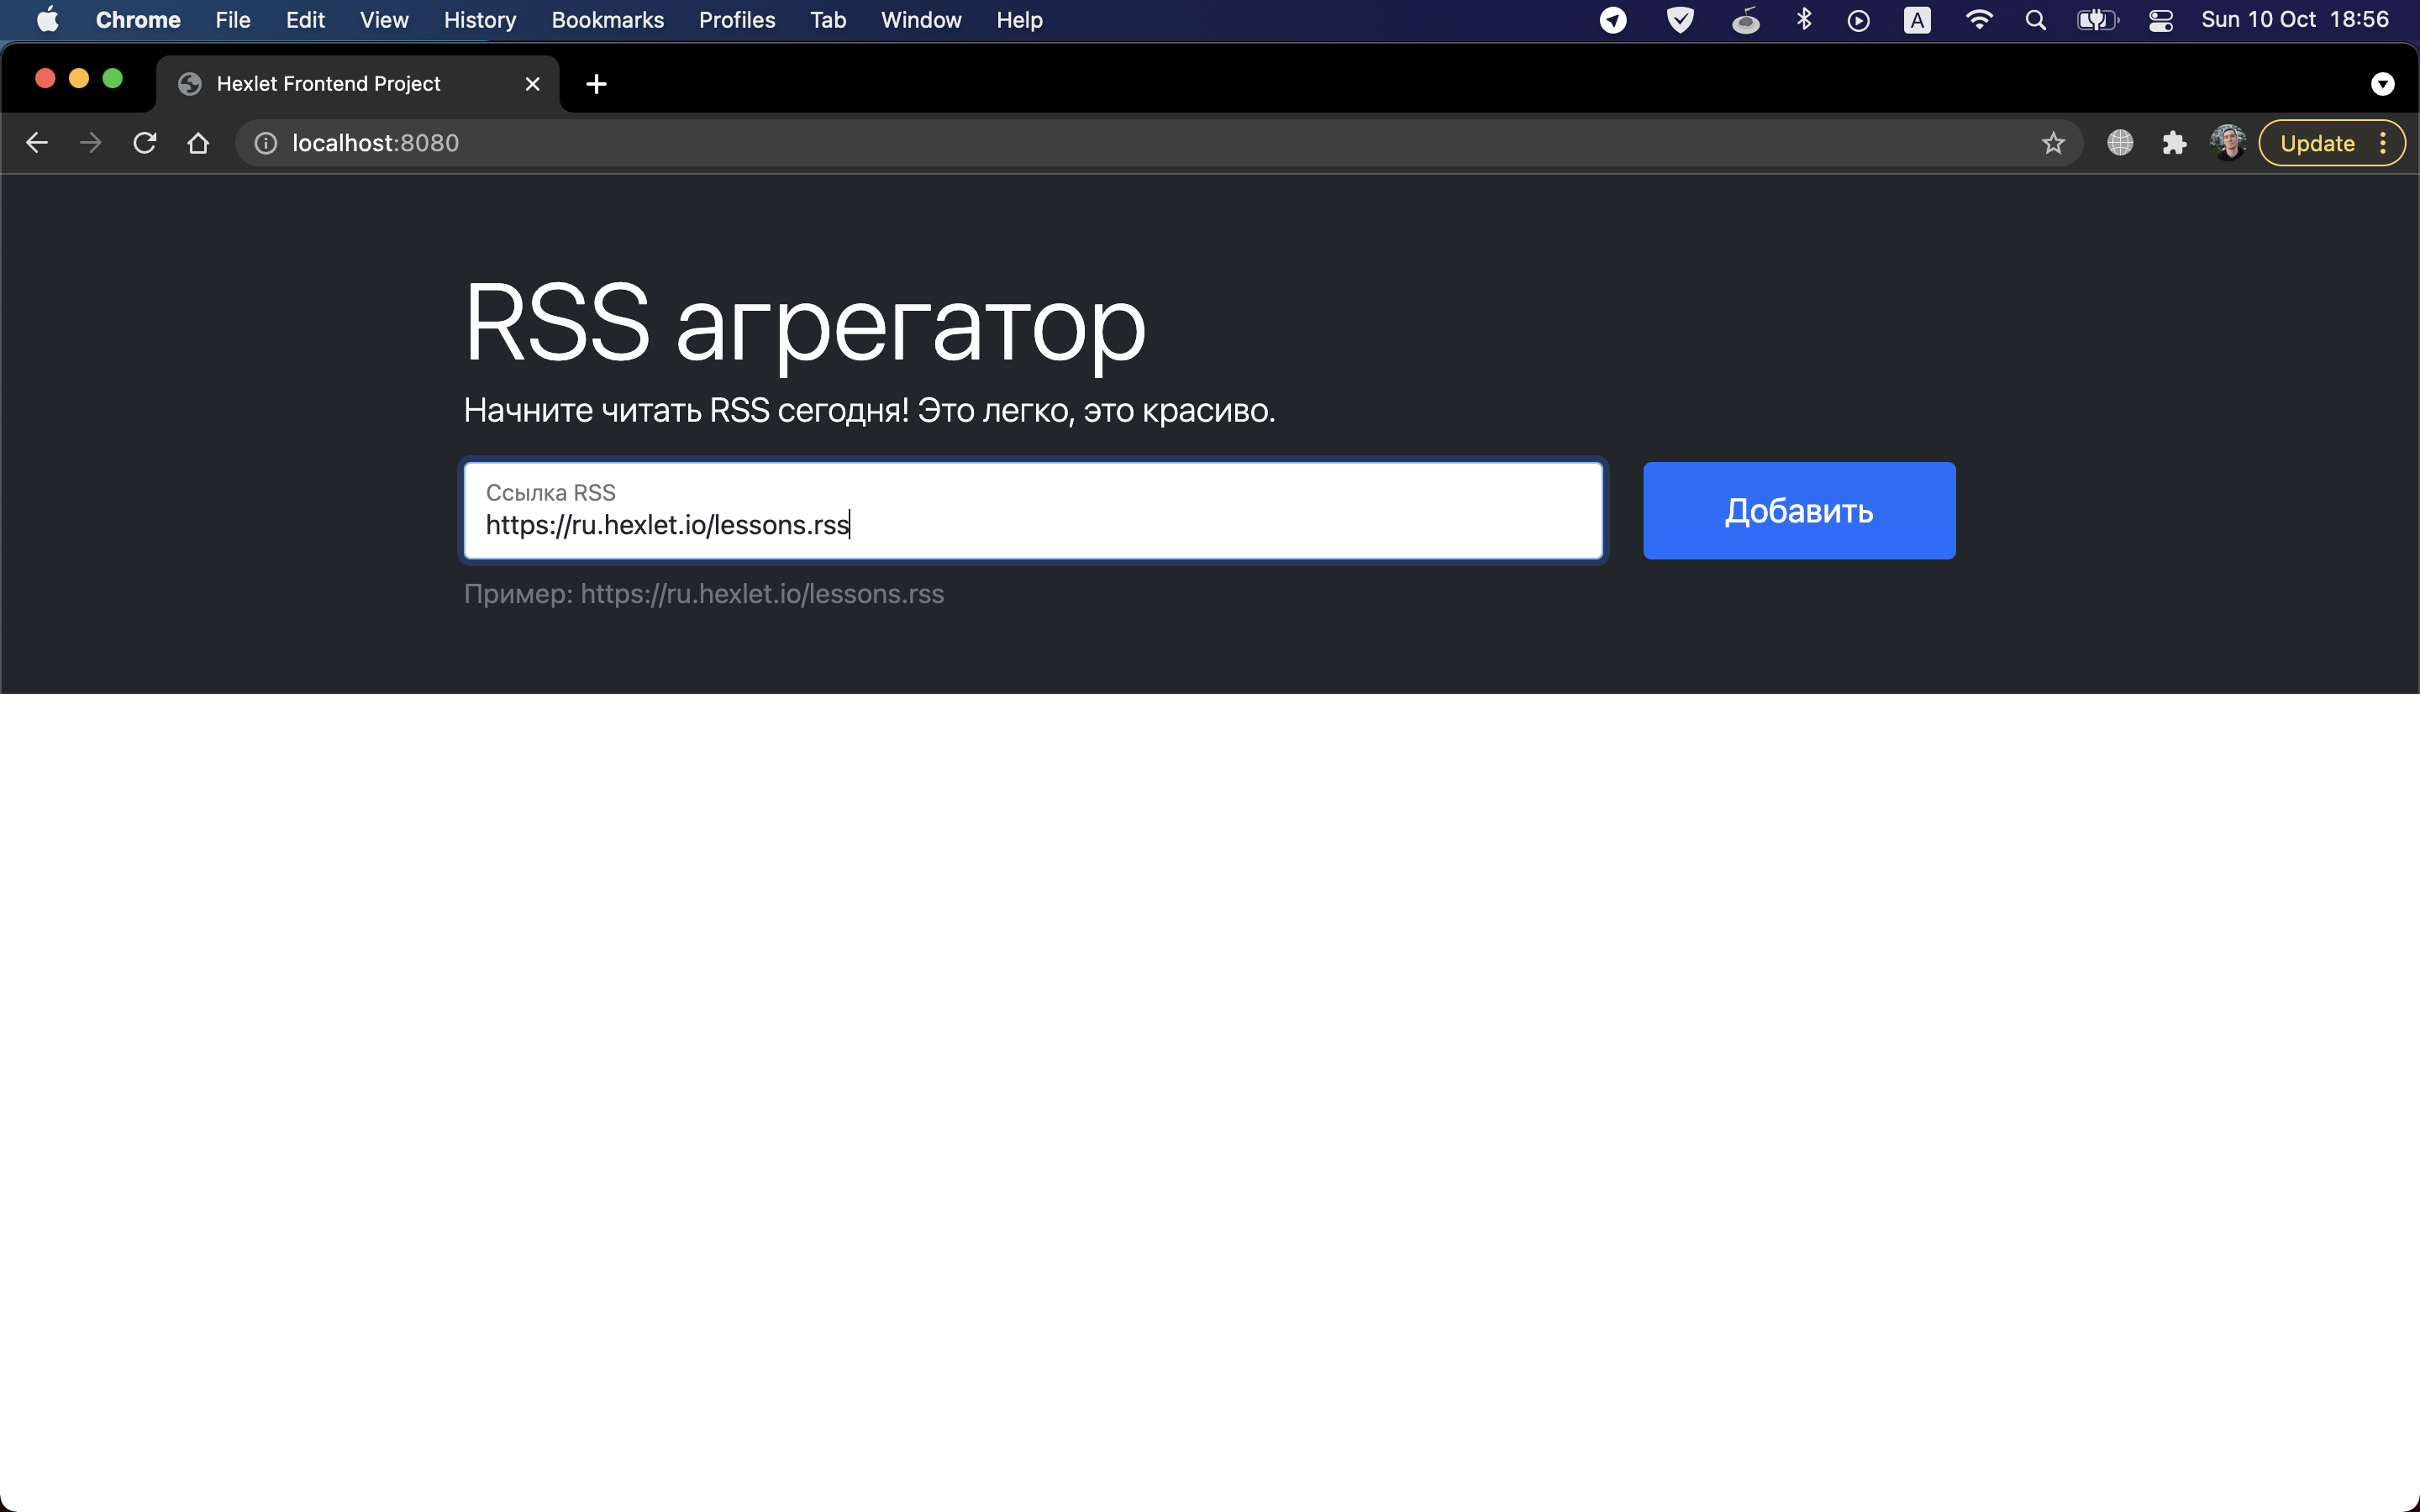 Chrome File Edit View History Bookmarks Profiles Tab Window Help A Sun 10 Oct 18:56
Hexlet Frontend Project
localhost:8080 Update
RSS агрегатор
Начните читать RSS сегодня! Это легко, это красиво.
Ссылка RSS
https://ru.hexlet.io/lessons.rss
Добавить
Пример: https://ru.hexlet.io/lessons.rss